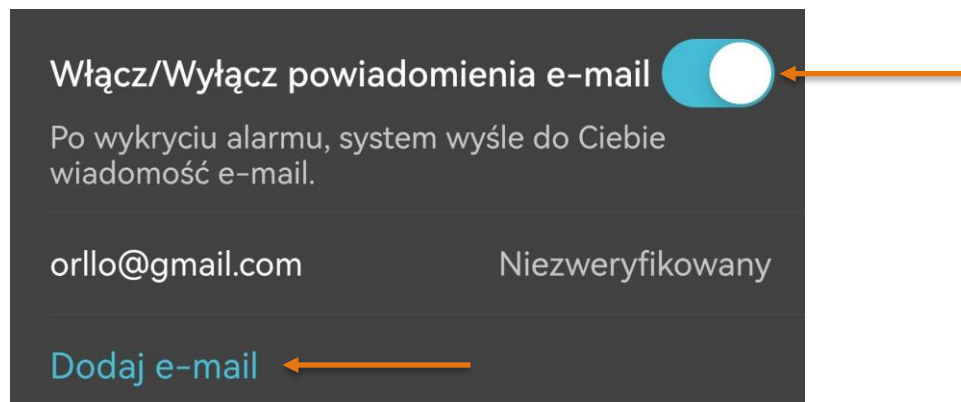 Włącz/Wyłącz powiadomienia e-mail
Po wykryciu alarmu, system wyśle do Ciebie
wiadomość e-mail.
orllo@gmail.com Niezweryfikowany
Dodaj e-mail